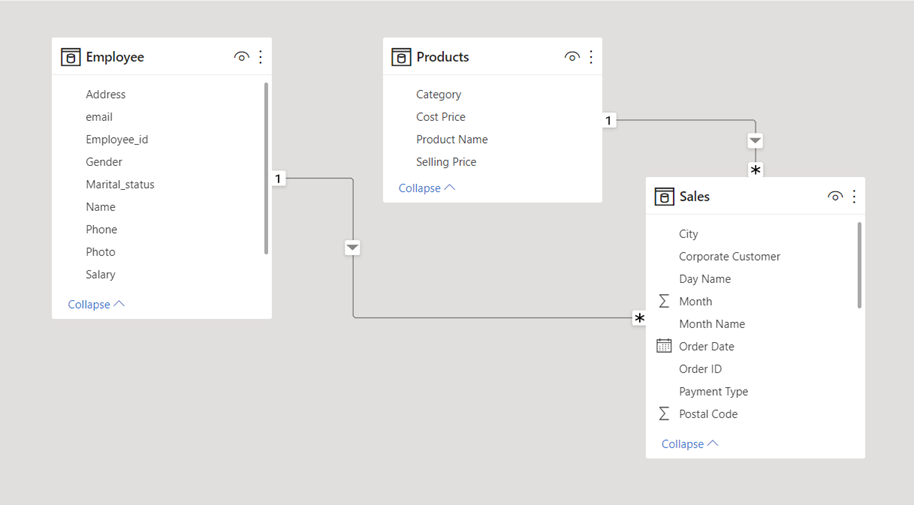 Employee
Address
email
Employee_id
Gender
Marital_status
Name
Phone
Photo
Salary
Collapse
1
Products
Category
Cost Price
Product Name
Selling Price
Collapse
1
*
*
Sales
City
Corporate Customer
Day Name
Σ Month
Month Name
Order Date
Order ID
Payment Type
Σ Postal Code
Collapse